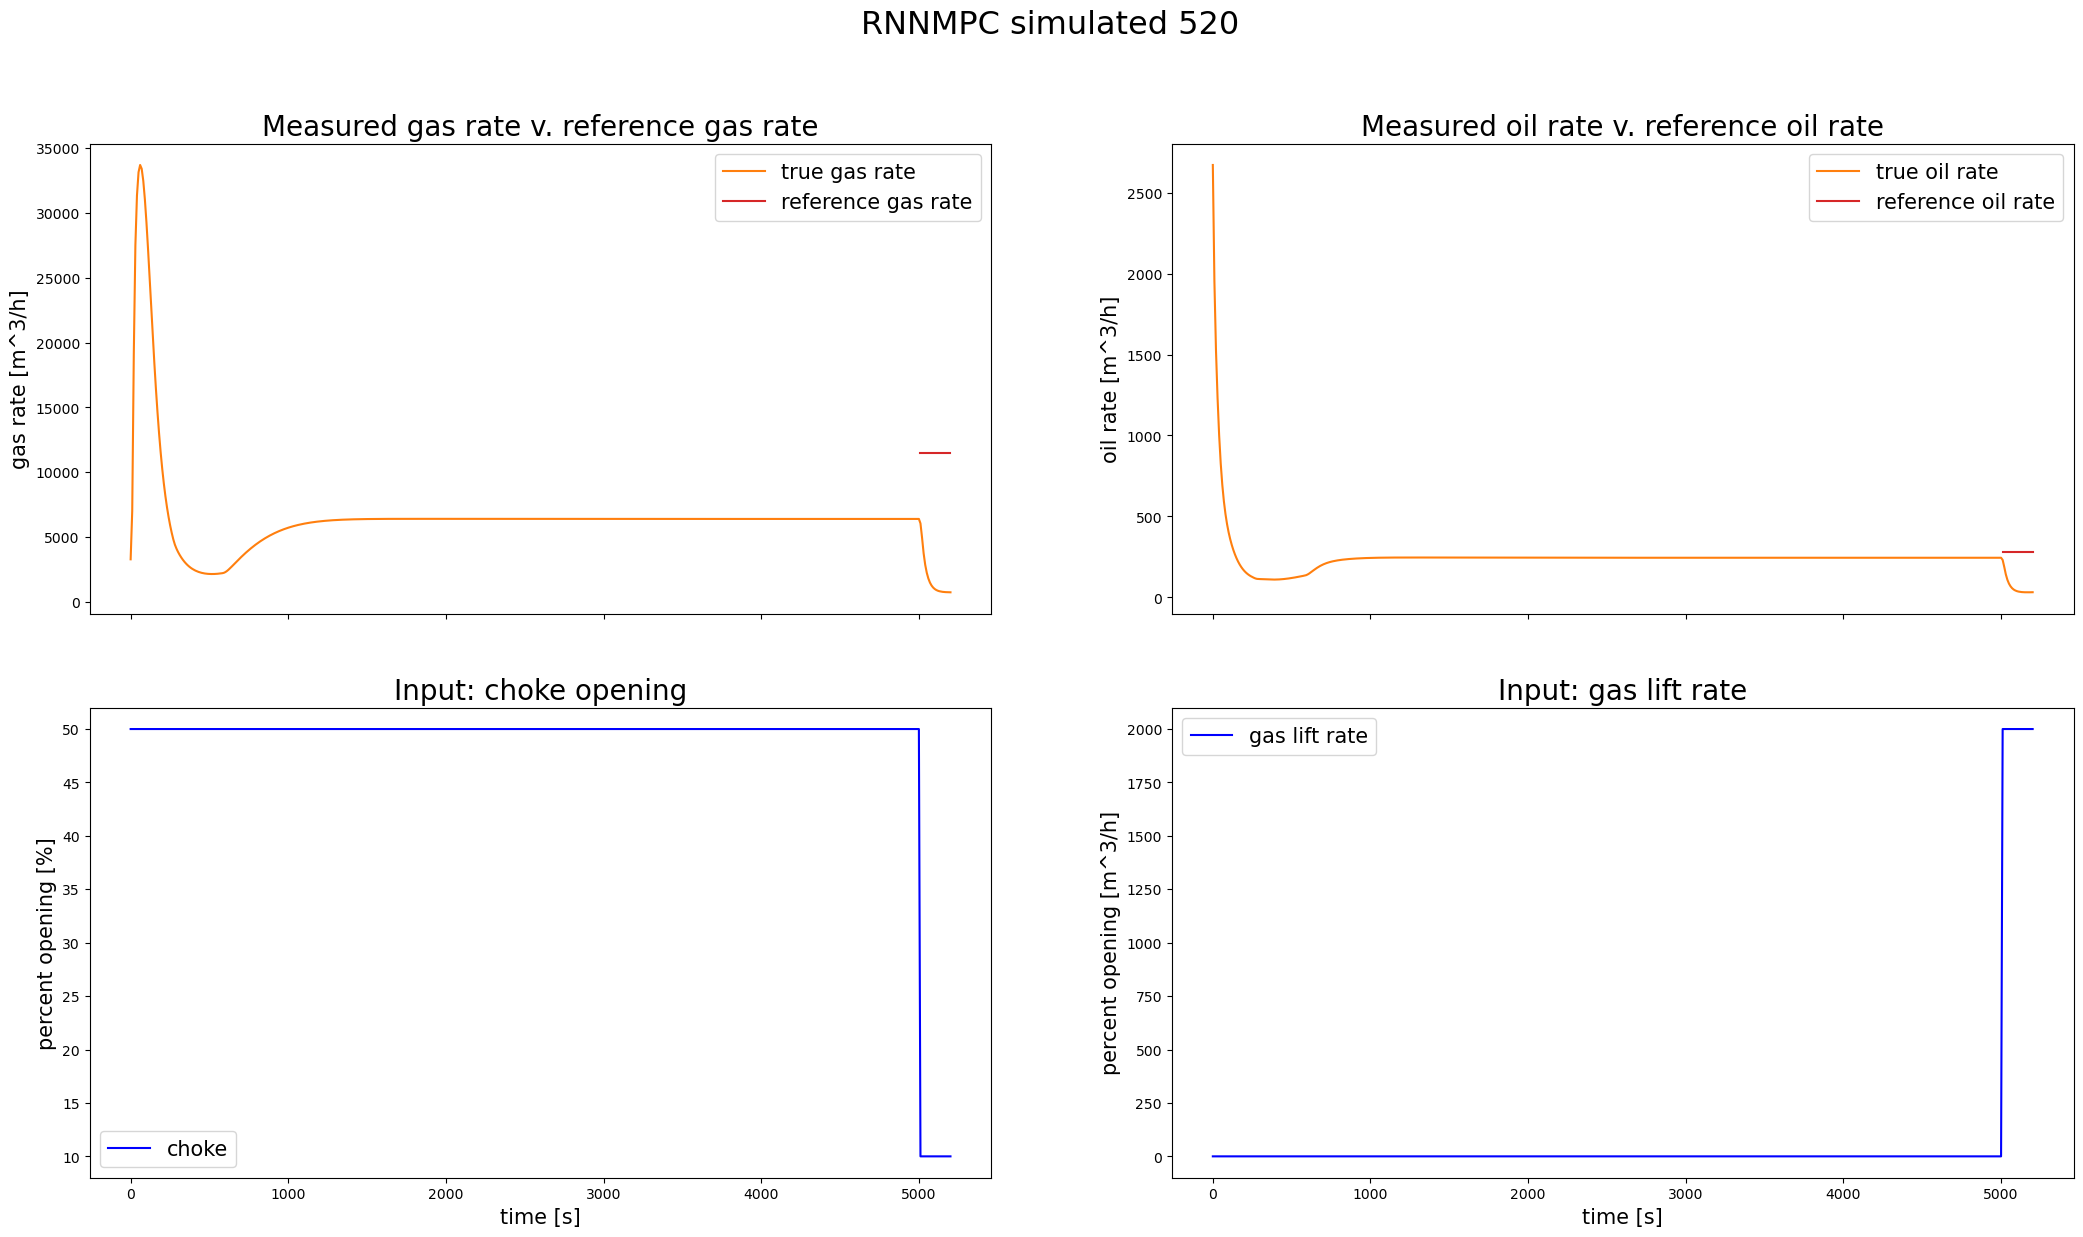 RNNMPC simulated 520
Measured gas rate v. reference gas rate
35000
30000
25000
20000
15000
10000
5000
0
gas rate [m^3/h]
true gas rate
reference gas rate
Measured oil rate v. reference oil rate
2500
2000
1500
1000
500
0
oil rate [m^3/h]
true oil rate
reference oil rate
Input: choke opening
50
45
40
35
30
25
20
15
10
percent opening [%]
choke
0 1000 2000 3000 4000 5000
time [s]
Input: gas lift rate
2000
1750
1500
1250
1000
750
500
250
0
percent opening [m^3/h]
gas lift rate
0 1000 2000 3000 4000 5000
time [s]